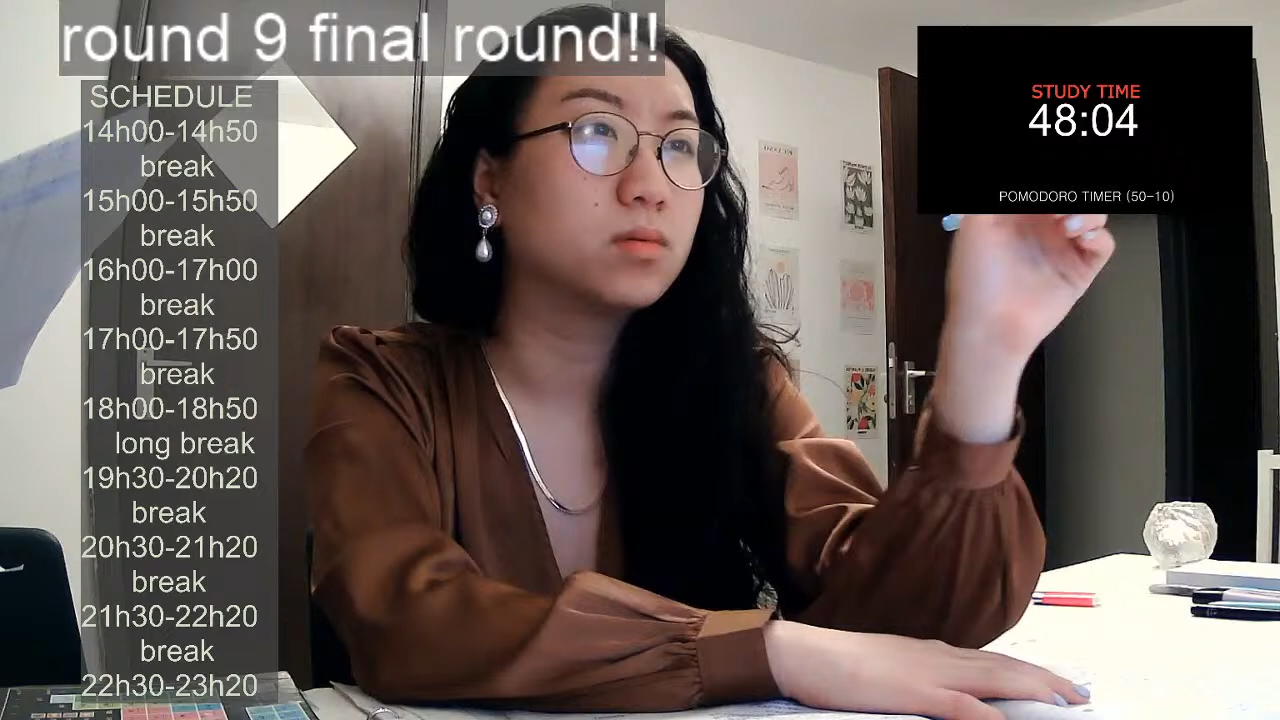 round 9 final round!!
SCHEDULE
14h00-14h50
break
15h00-15h50
break
16h00-17h00
break
17h00-17h50
break
18h00-18h50
long break
19h30-20h20
break
20h30-21h20
break
21h30-22h20
break
22h30-23h20
STUDY TIME
48:04
POMODORO TIMER (50-10)